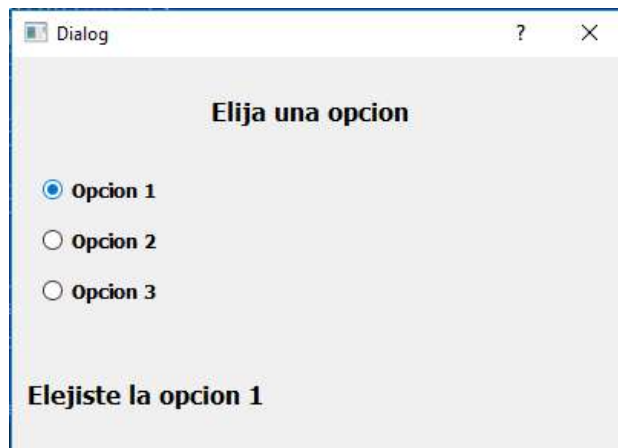 Dialog ?
Elija una opcion
Opcion 1
Opcion 2
Opcion 3
Elejiste la opcion 1